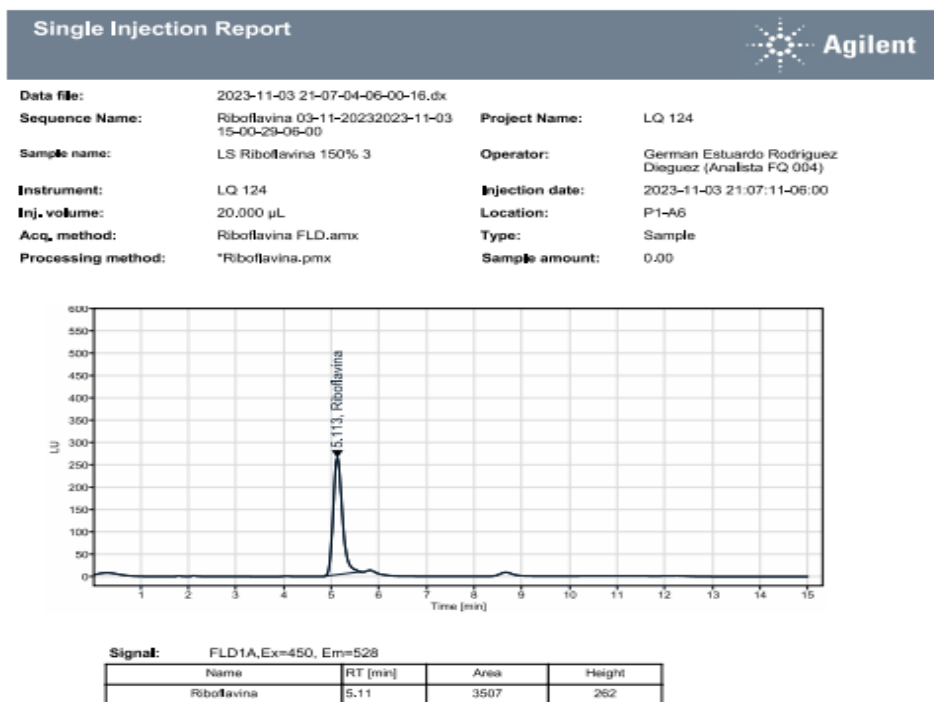 Single Injection Report
Agilent
Data file: 2023-11-03 21-07-04-06-00-16.dx
Sequence Name: Riboflavina 03-11-20232023-11-03 15-00-29-06-00 Project Name: LQ 124
Sample name: LS Riboflavina 150% 3 Operator: German Estuardo Rodriguez Dieguez (Analista FQ 004)
Instrument: LQ 124 Injection date: 2023-11-03 21:07:11-06:00
Inj. volume: 20.000 µL Location: P1-A6
Acq. method: Riboflavina FLD.amx Type: Sample
Processing method: *Riboflavina.pmx Sample amount: 0.00
600
550
500
450
400
350
300
250
200
150
100
50
0
LU
5.113, Riboflavina
1 2 3 4 5 6 7 8 9 10 11 12 13 14 15
Time [min]
Signal: FLD1A,Ex=450, Em=528
Name RT [min] Area Height
Riboflavina 5.11 3507 262